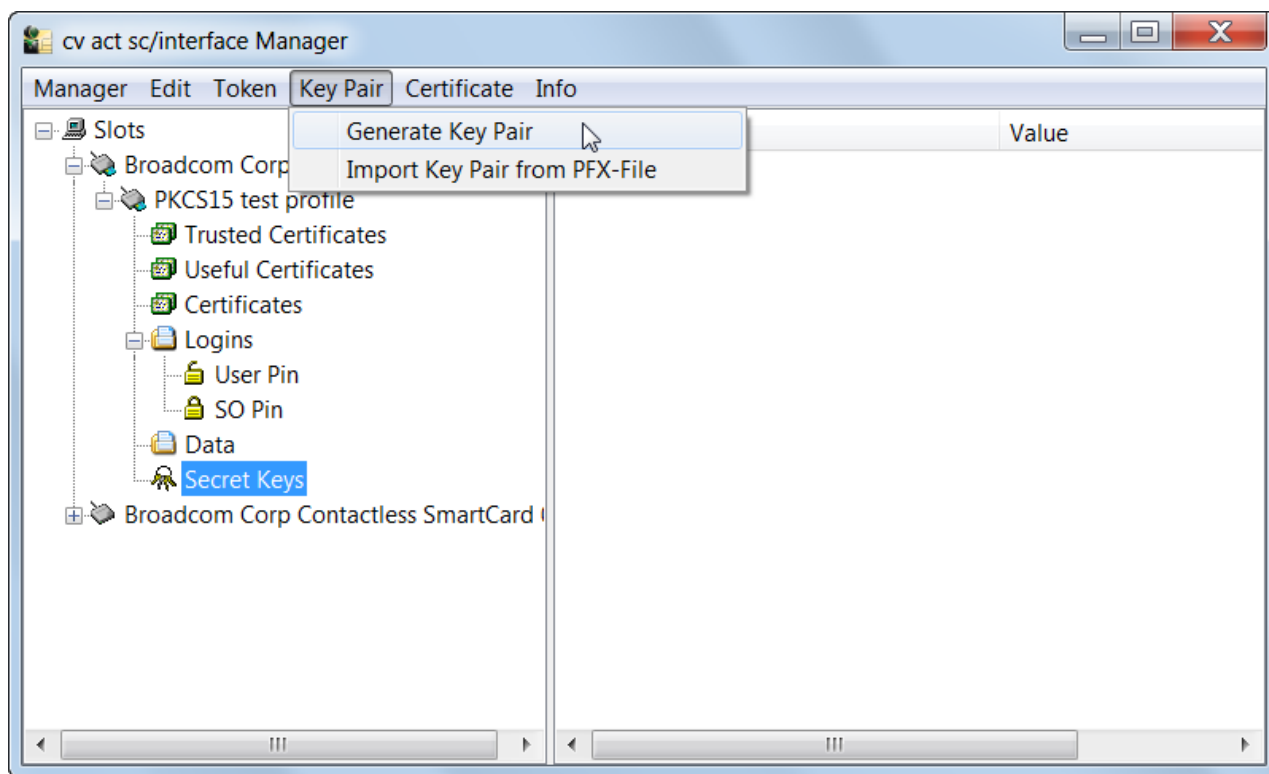 cv act sc/interface Manager
Manager Edit Token Key Pair Certificate Info
Slots
Generate Key Pair
Value
Broadcom Corp
Import Key Pair from PFX-File
PKCS15 test profile
Trusted Certificates
Useful Certificates
Certificates
Logins
User Pin
SO Pin
Data
Secret Keys
Broadcom Corp Contactless SmartCard